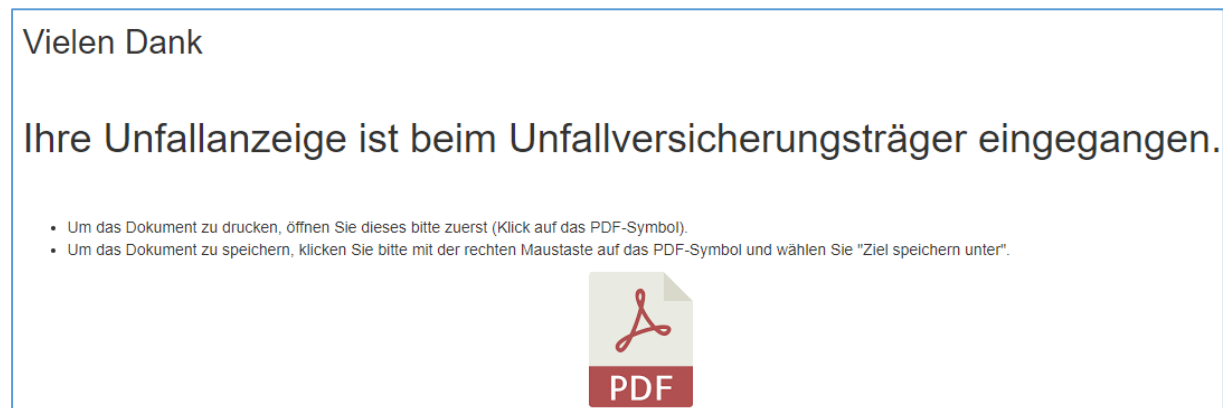 Vielen Dank
Ihre Unfallanzeige ist beim Unfallversicherungsträger eingegangen.
• Um das Dokument zu drucken, öffnen Sie dieses bitte zuerst (Klick auf das PDF-Symbol).
• Um das Dokument zu speichern, klicken Sie bitte mit der rechten Maustaste auf das PDF-Symbol und wählen Sie "Ziel speichern unter".
PDF